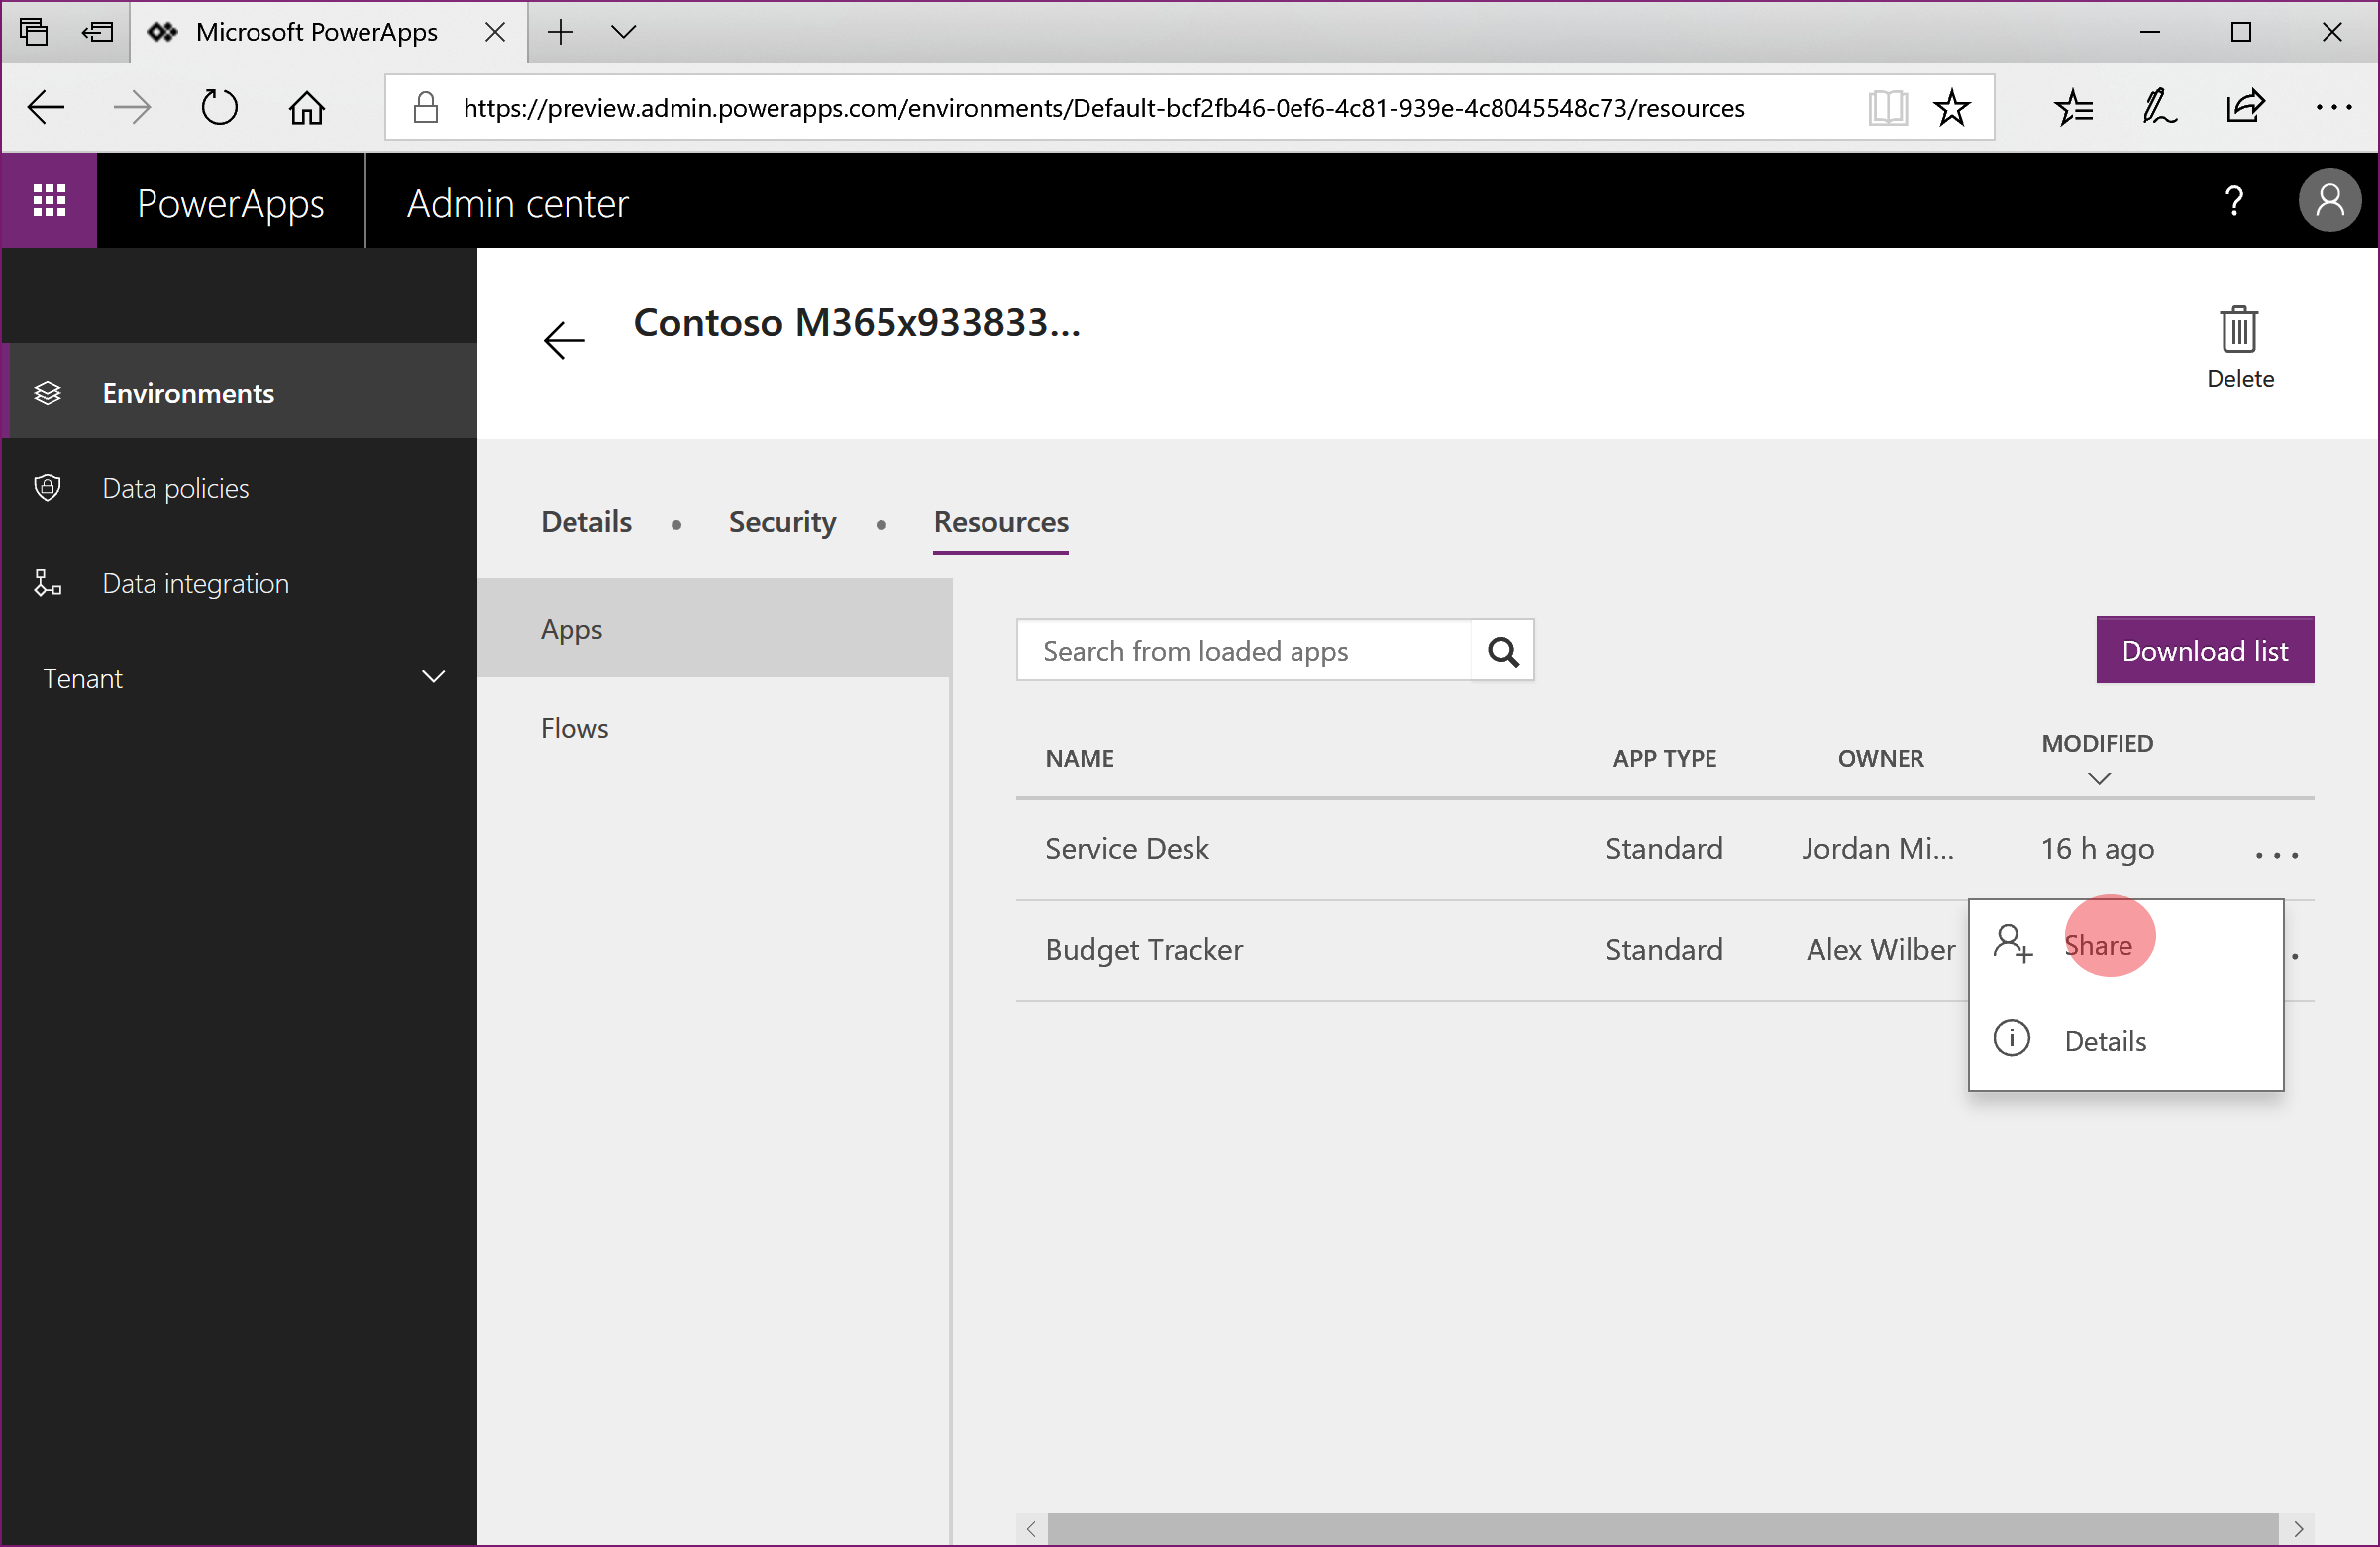 Microsoft PowerApps
https://preview.admin.powerapps.com/environments/Default-bcf2fb46-0ef6-4c81-939e-4c8045548c73/resources
PowerApps
Admin center
?
Contoso M365x933833...
Delete
Environments
Data policies
Data integration
Tenant
Details • Security • Resources
Apps
Flows
Search from loaded apps
Download list
NAME APP TYPE OWNER MODIFIED
Service Desk Standard Jordan Mi... 16 h ago ...
Budget Tracker Standard Alex Wilber
Share
Details